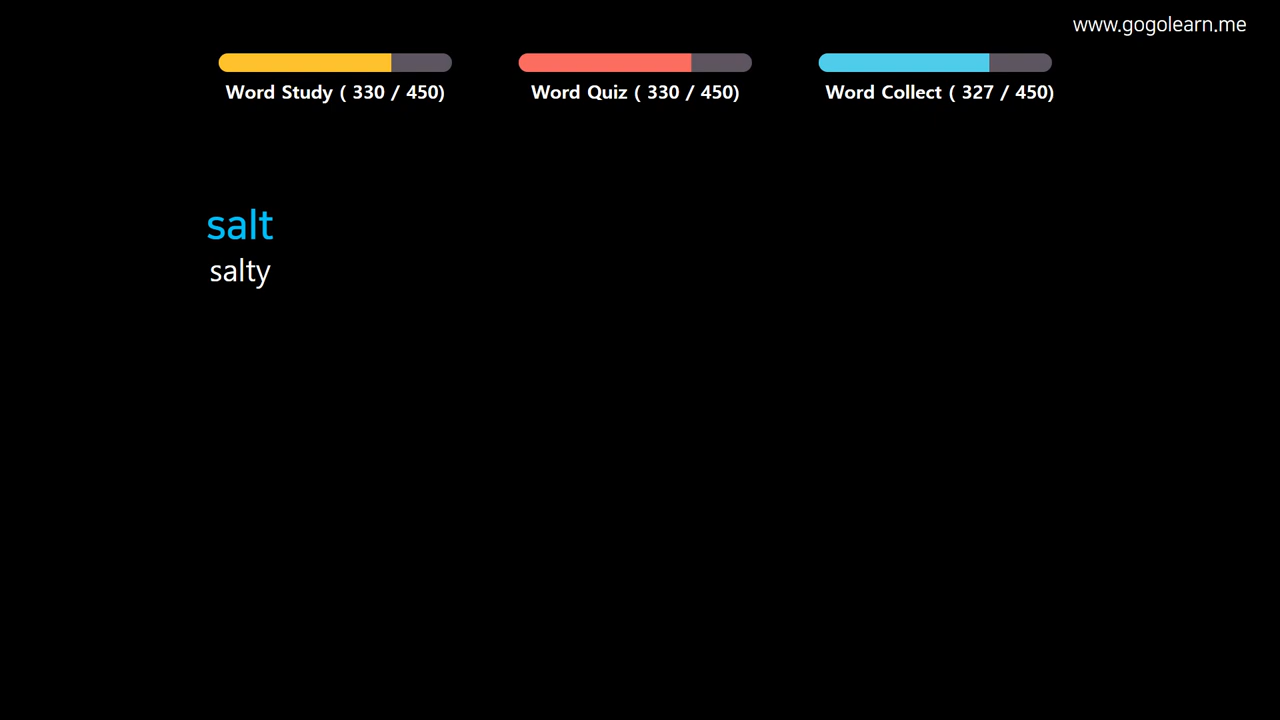 www.gogolearn.me
Word Study ( 330 / 450)
Word Quiz ( 330 / 450)
Word Collect ( 327 / 450)
salt
salty